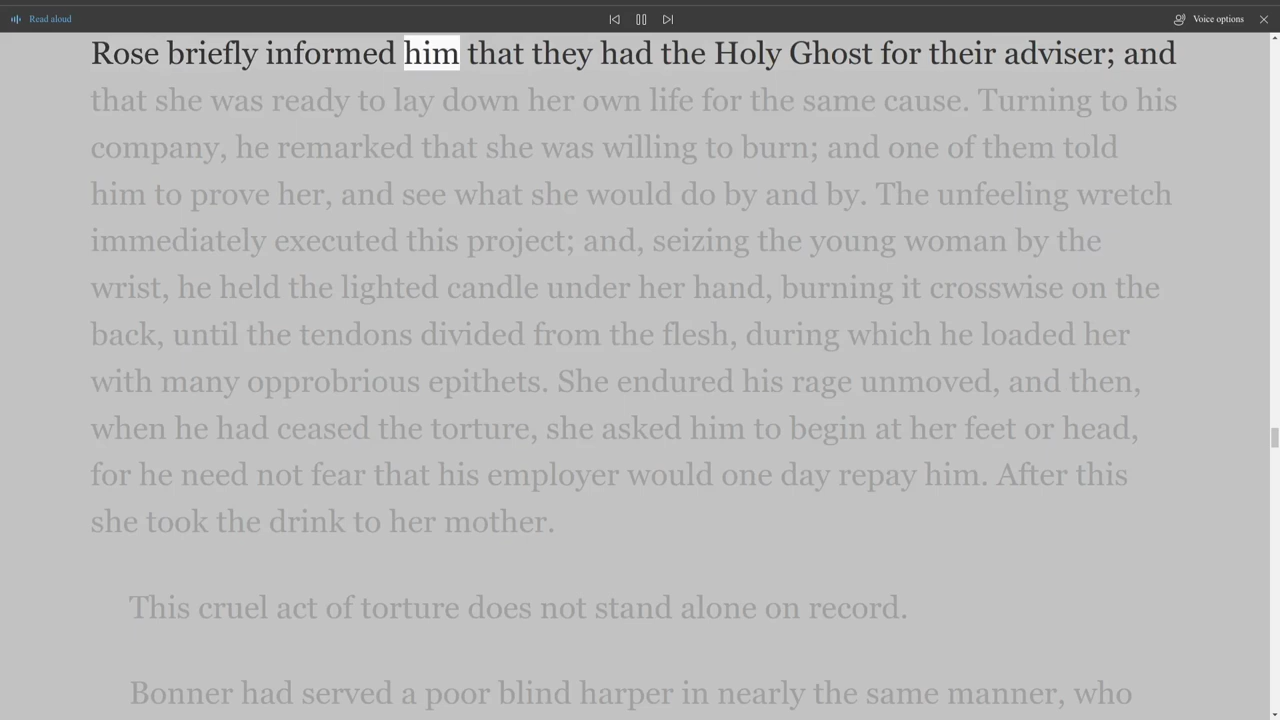 Read aloud
Voice options
Rose briefly informed him that they had the Holy Ghost for their adviser; and
that she was ready to lay down her own life for the same cause. Turning to his
company, he remarked that she was willing to burn; and one of them told
him to prove her, and see what she would do by and by. The unfeeling wretch
immediately executed this project; and, seizing the young woman by the
wrist, he held the lighted candle under her hand, burning it crosswise on the
back, until the tendons divided from the flesh, during which he loaded her
with many opprobrious epithets. She endured his rage unmoved, and then,
when he had ceased the torture, she asked him to begin at her feet or head,
for he need not fear that his employer would one day repay him. After this
she took the drink to her mother.
This cruel act of torture does not stand alone on record.
Bonner had served a poor blind harper in nearly the same manner, who